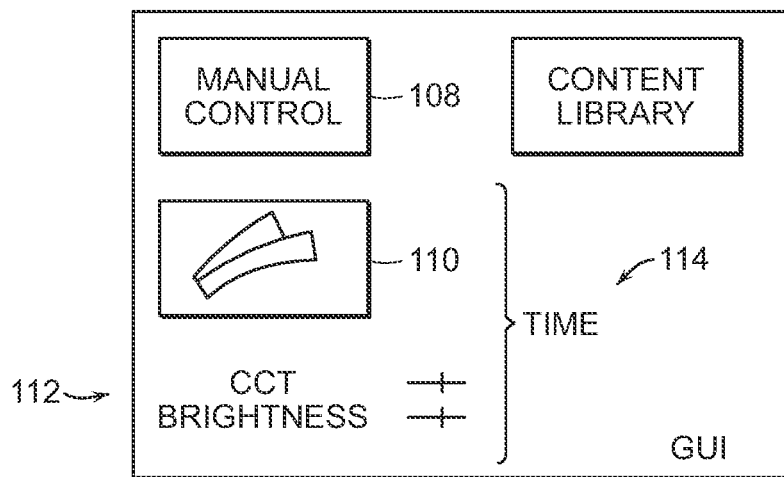 MANUAL
CONTROL
108
CONTENT
LIBRARY
110
114
TIME
112
CCT
BRIGHTNESS
GUI